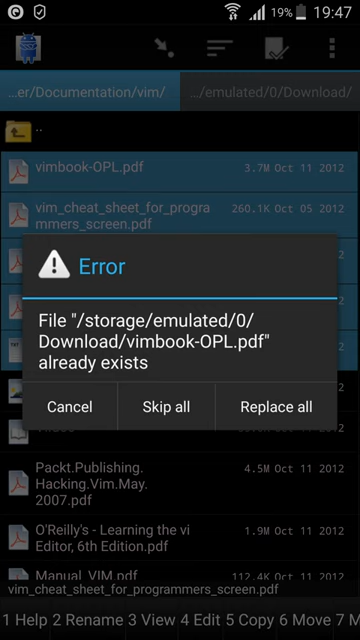 19% 19:47
er/Documentation/vim/ .../emulated/0/Download/
..
vimbook-OPL.pdf 3.7M Oct 11 2012
vim_cheat_sheet_for_progra 260.1K Oct 05 2012
mmers_screen.pdf
Error
File "/storage/emulated/0/
Download/vimbook-OPL.pdf"
already exists
Cancel Skip all Replace all
Packt.Publishing. 4.5M Oct 11 2012
Hacking.Vim.May.
2007.pdf
O'Reilly's - Learning the vi 1.9M Oct 11 2012
Editor, 6th Edition.pdf
Manual_VIM.pdf 112.4K Oct 11 2012
vim_cheat_sheet_for_programmers_screen.pdf
1 Help 2 Rename 3 View 4 Edit 5 Copy 6 Move 7 M